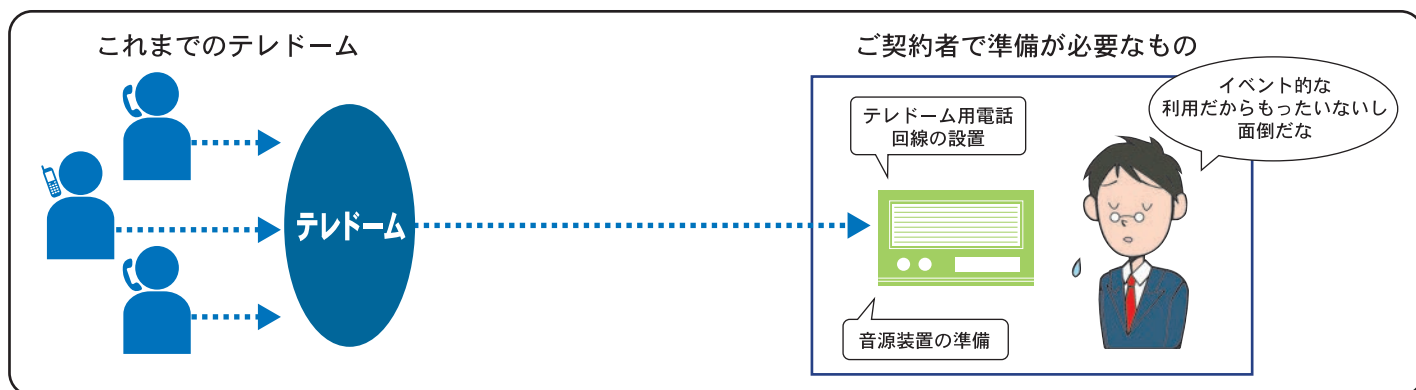 これまでのテレドーム
ご契約者で準備が必要なもの
イベント的な
利用だからもったいないし
面倒だな
テレドーム用電話
回線の設置
テレドーム
音源装置の準備